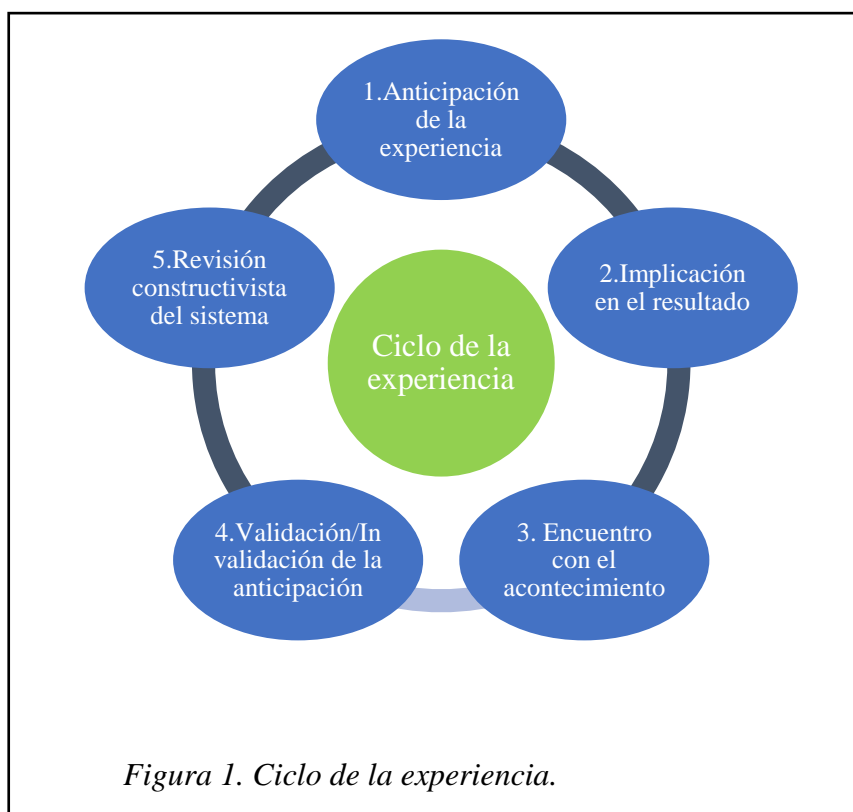 1.Anticipación
de la
experiencia
2.Implicación
en el resultado
3. Encuentro
con el
acontecimiento
4.Validación/In
validación de la
anticipación
5.Revisión
constructivista
del sistema
Ciclo de la
experiencia
Figura 1. Ciclo de la experiencia.